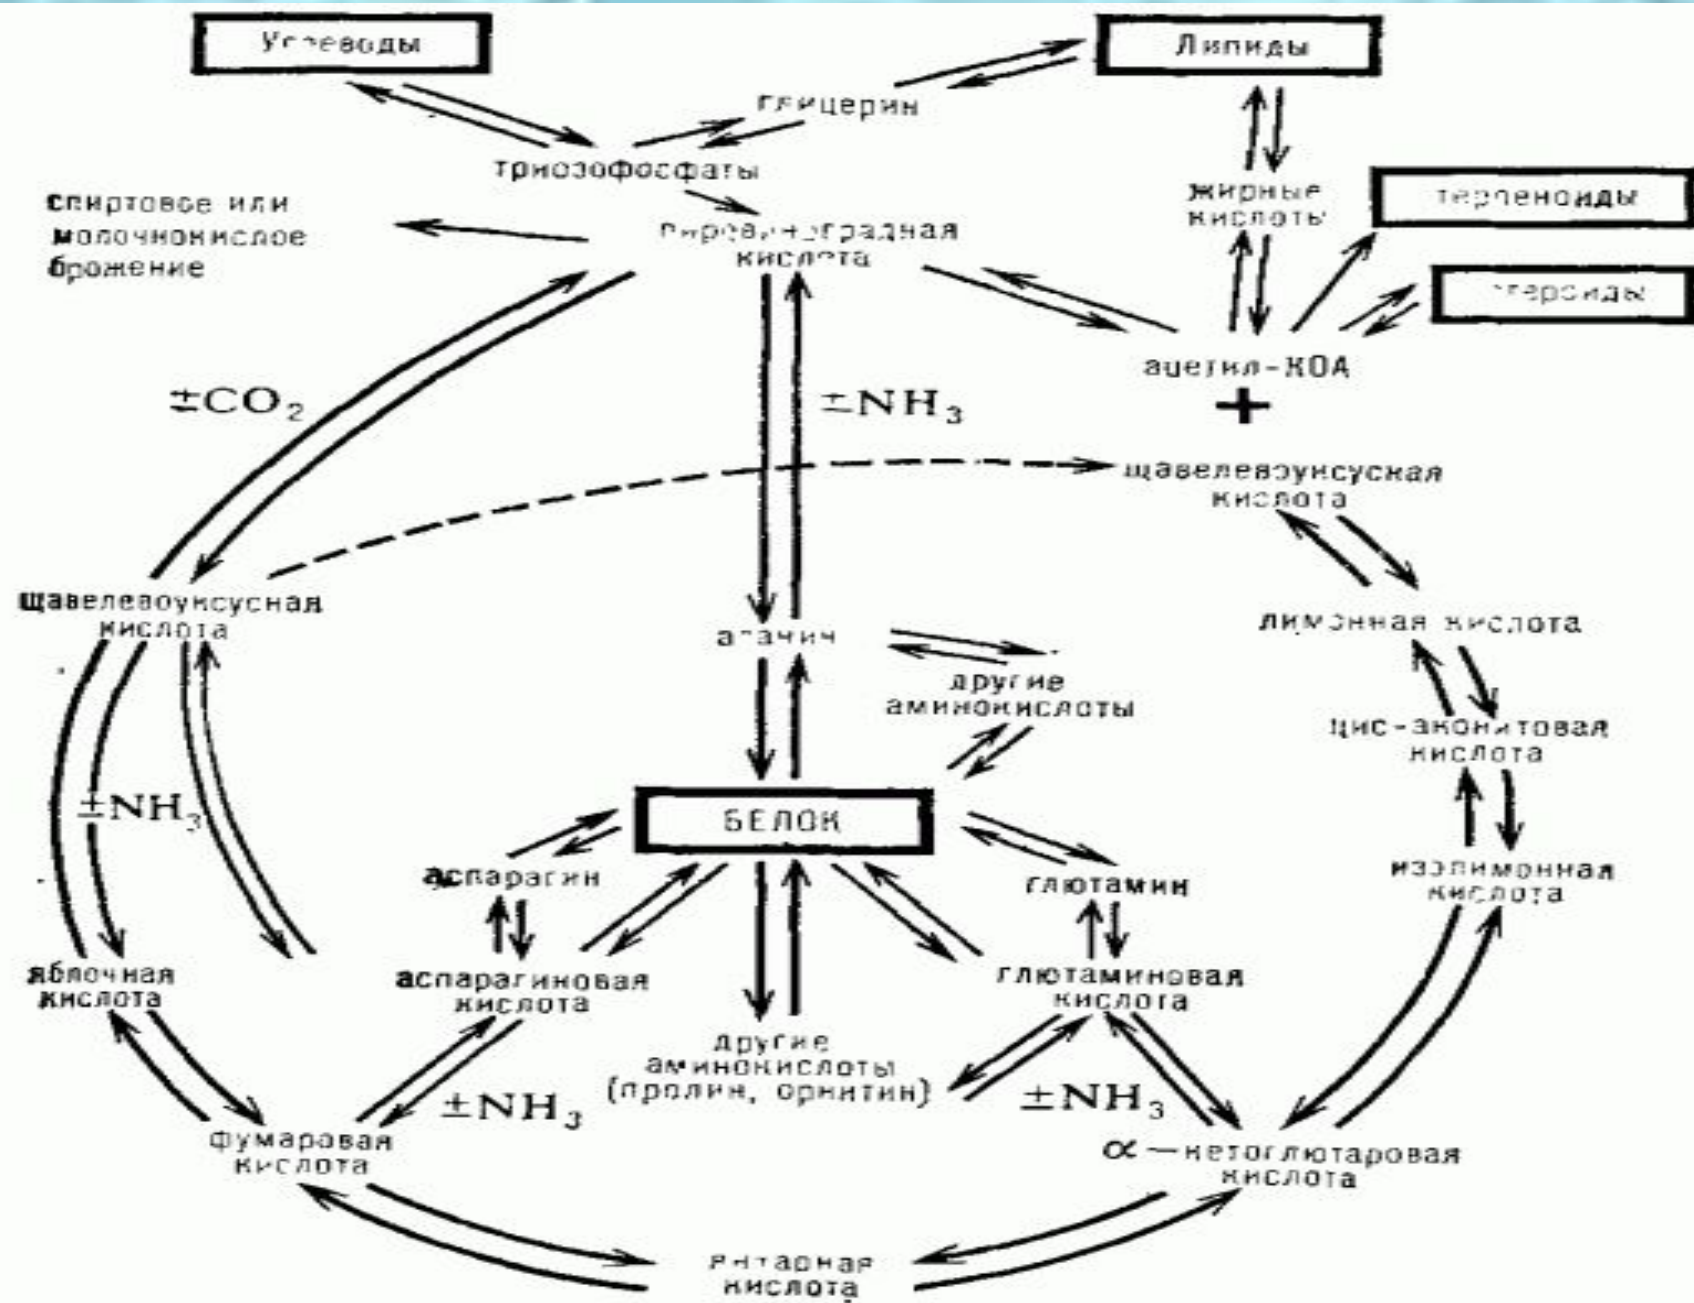 Углеводы
Липиды
глицерин
триозофосфаты
жирные
кислоты
терпеноиды
спиртовое или
молочнокислое
брожение
пировиноградная
кислота
стероиды
ацетил-КОА
+
±CO₂
±NH₃
щавелевоуксусная
кислота
щавелевоуксусная
кислота
лимонная кислота
аланин
другие
аминокислоты
цис-аконитовая
кислота
±NH₃
БЕЛОК
аспарагин
глютамин
изолимонная
кислота
яблочная
кислота
аспарагиновая
кислота
глютаминовая
кислота
другие
аминокислоты
(пролин, орнитин)
±NH₃
±NH₃
фумаровая
кислота
α—кетоглютаровая
кислота
янтарная
кислота